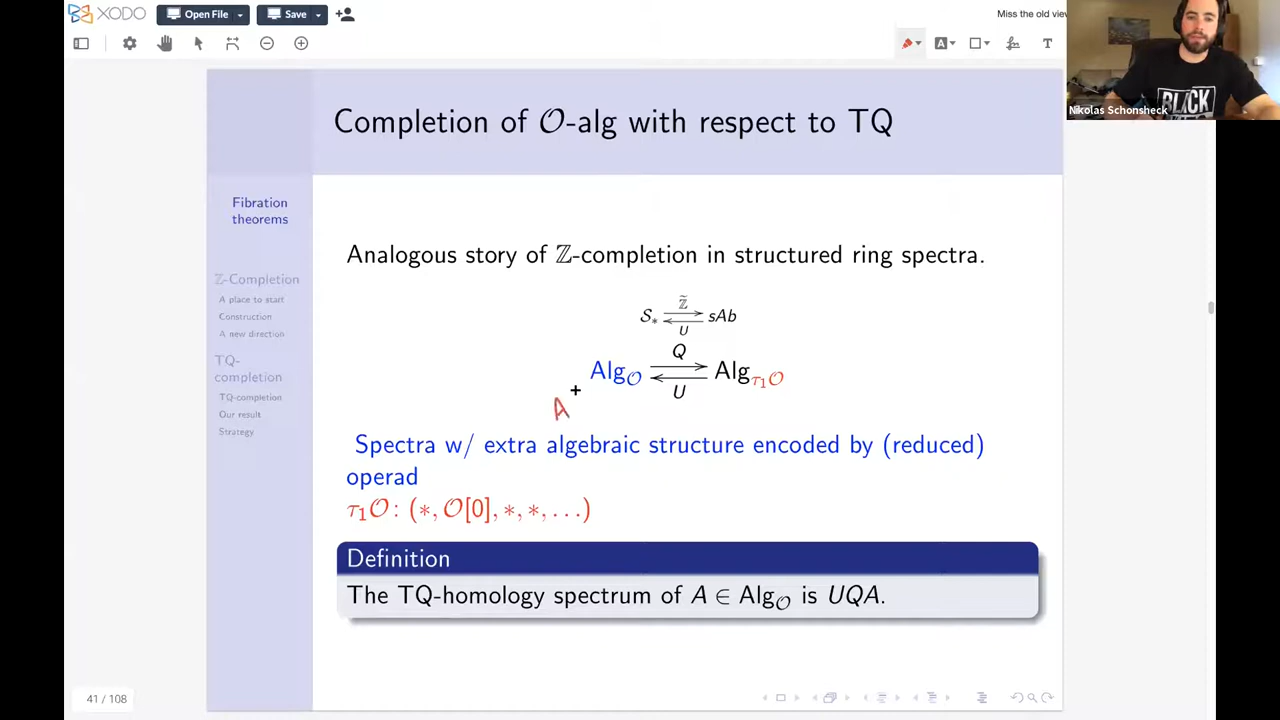 XODO Open File Save Miss the old view
Nikolas Schonsheck
Completion of 𝒪-alg with respect to TQ
Fibration
theorems
ℤ-Completion
A place to start
Construction
A new direction
TQ-
completion
TQ-completion
Our result
Strategy
Analogous story of ℤ-completion in structured ring spectra.
ℤ̃
𝒮* ⇄ sAb
U
Q
Alg𝒪 ⇄ Algτ₁𝒪
U
A
Spectra w/ extra algebraic structure encoded by (reduced)
operad
τ₁𝒪: (∗, 𝒪[0], ∗, ∗, …)
Definition
The TQ-homology spectrum of A ∈ Alg𝒪 is UQA.
41 / 108